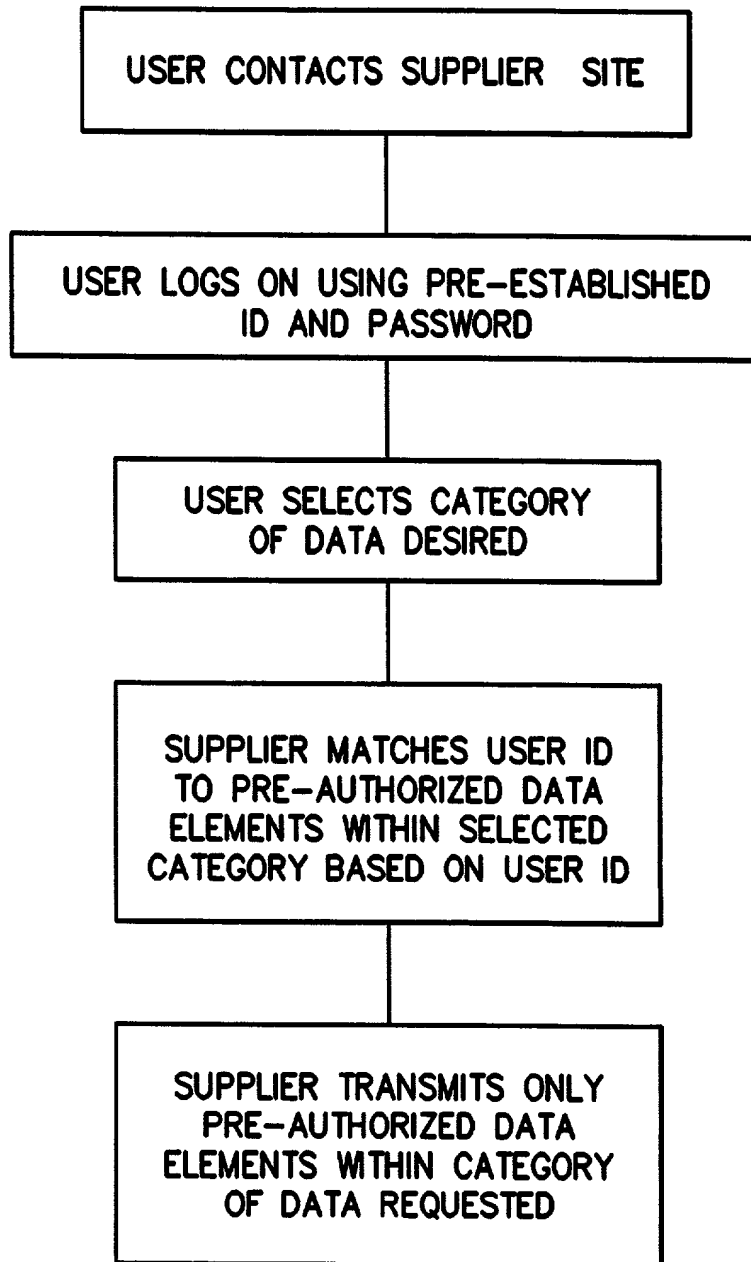 USER CONTACTS SUPPLIER SITE
USER LOGS ON USING PRE-ESTABLISHED
ID AND PASSWORD
USER SELECTS CATEGORY
OF DATA DESIRED
SUPPLIER MATCHES USER ID
TO PRE-AUTHORIZED DATA
ELEMENTS WITHIN SELECTED
CATEGORY BASED ON USER ID
SUPPLIER TRANSMITS ONLY
PRE-AUTHORIZED DATA
ELEMENTS WITHIN CATEGORY
OF DATA REQUESTED